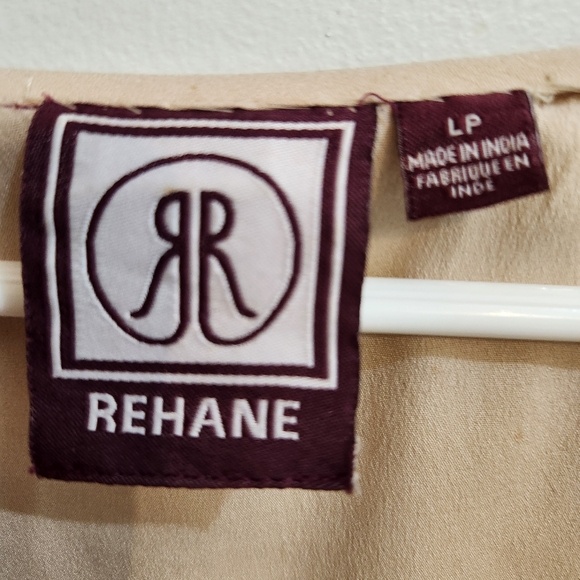 RR
REHANE
LP
MADE IN INDIA
FABRIQUE EN
INDE